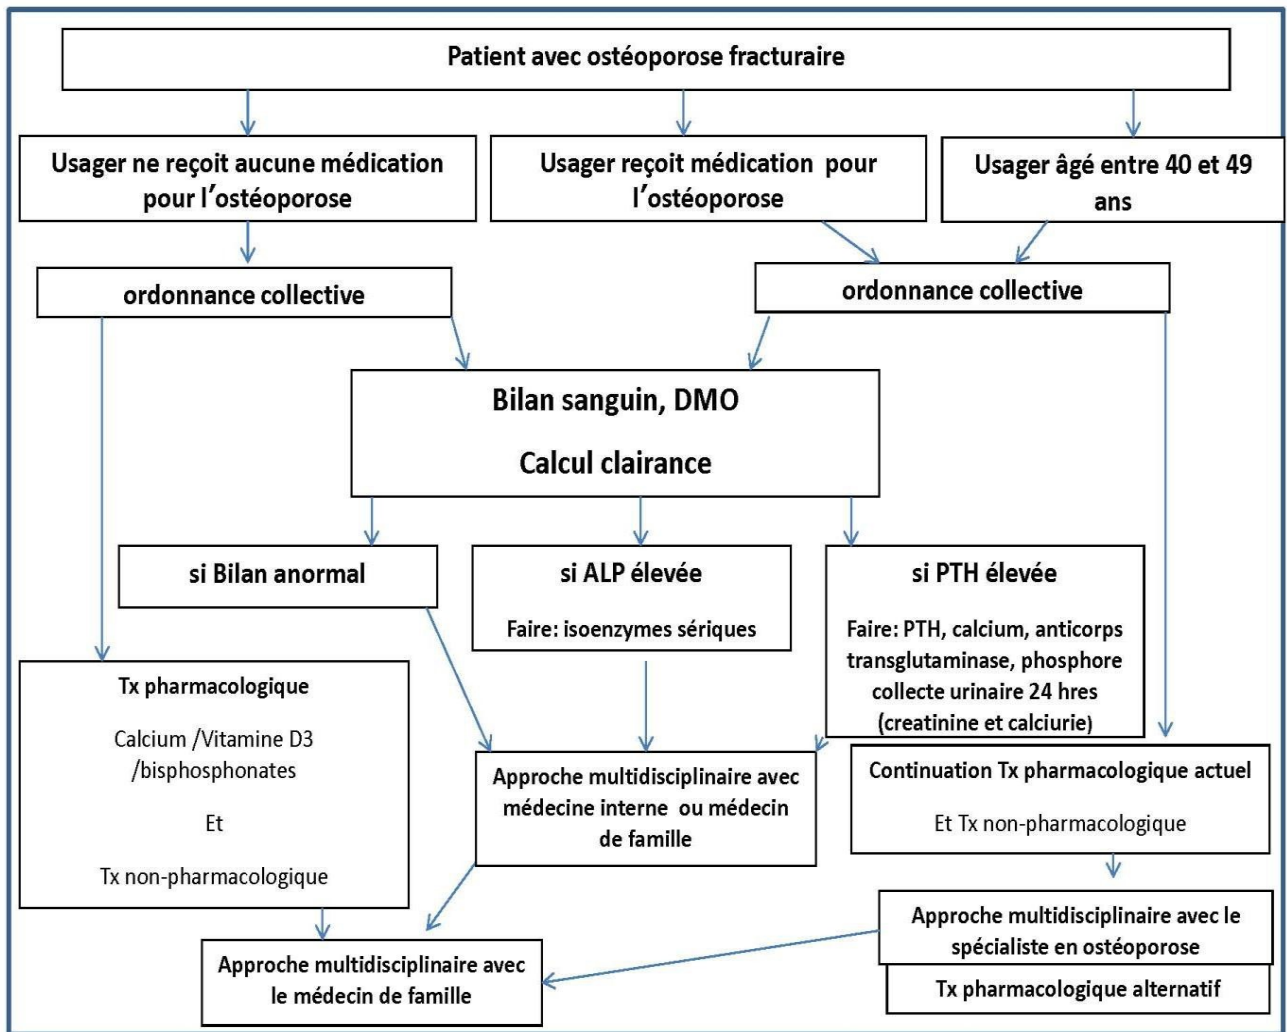 Patient avec ostéoporose fracturaire
Usager ne reçoit aucune médication
pour l'ostéoporose
Usager reçoit médication pour
l'ostéoporose
Usager âgé entre 40 et 49
ans
ordonnance collective
ordonnance collective
Bilan sanguin, DMO
Calcul clairance
si Bilan anormal
si ALP élevée
Faire: isoenzymes sériques
si PTH élevée
Faire: PTH, calcium, anticorps
transglutaminase, phosphore
collecte urinaire 24 hres
(creatinine et calciurie)
Tx pharmacologique
Calcium /Vitamine D3
/bisphosphonates
Et
Tx non-pharmacologique
Approche multidisciplinaire avec
médecine interne ou médecin
de famille
Continuation Tx pharmacologique actuel
Et Tx non-pharmacologique
Approche multidisciplinaire avec le
spécialiste en ostéoporose
Tx pharmacologique alternatif
Approche multidisciplinaire avec
le médecin de famille